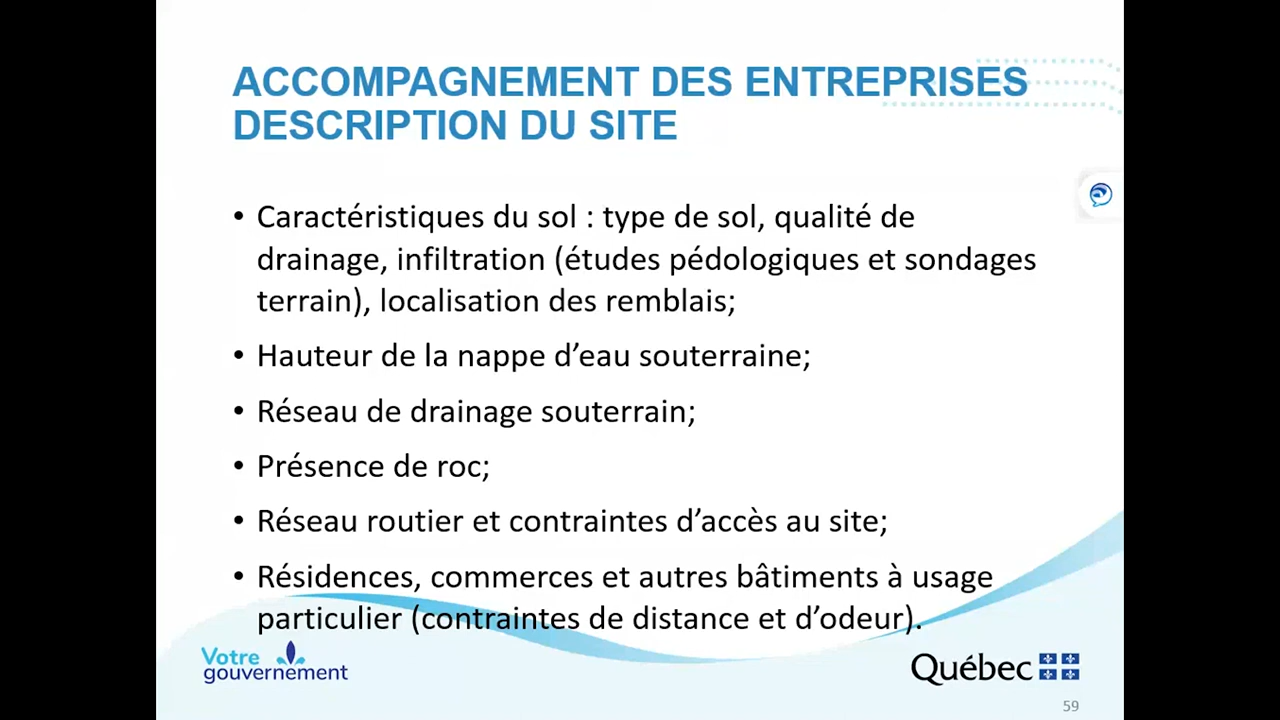 ACCOMPAGNEMENT DES ENTREPRISES
DESCRIPTION DU SITE
• Caractéristiques du sol : type de sol, qualité de
drainage, infiltration (études pédologiques et sondages
terrain), localisation des remblais;
• Hauteur de la nappe d’eau souterraine;
• Réseau de drainage souterrain;
• Présence de roc;
• Réseau routier et contraintes d’accès au site;
• Résidences, commerces et autres bâtiments à usage
particulier (contraintes de distance et d’odeur).
Votre
gouvernement
Québec
59